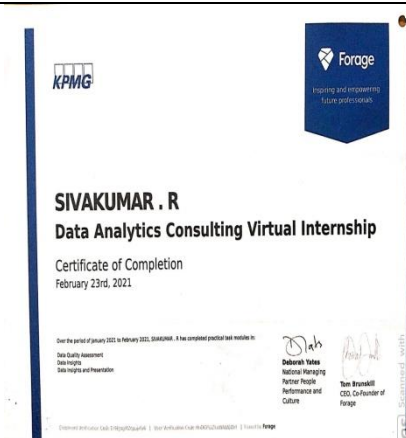 KPMG
Forage
Inspiring and empowering
future professionals
SIVAKUMAR . R
Data Analytics Consulting Virtual Internship
Certificate of Completion
February 23rd, 2021
Over the period of January 2021 to February 2021, SIVAKUMAR . R has completed practical task modules in:
Data Quality Assessment
Data Insights
Data Insights and Presentation
Deborah Yates
National Managing
Partner People
Performance and
Culture
Tom Brunskill
CEO, Co-Founder of
Forage
Forage
Scanned with